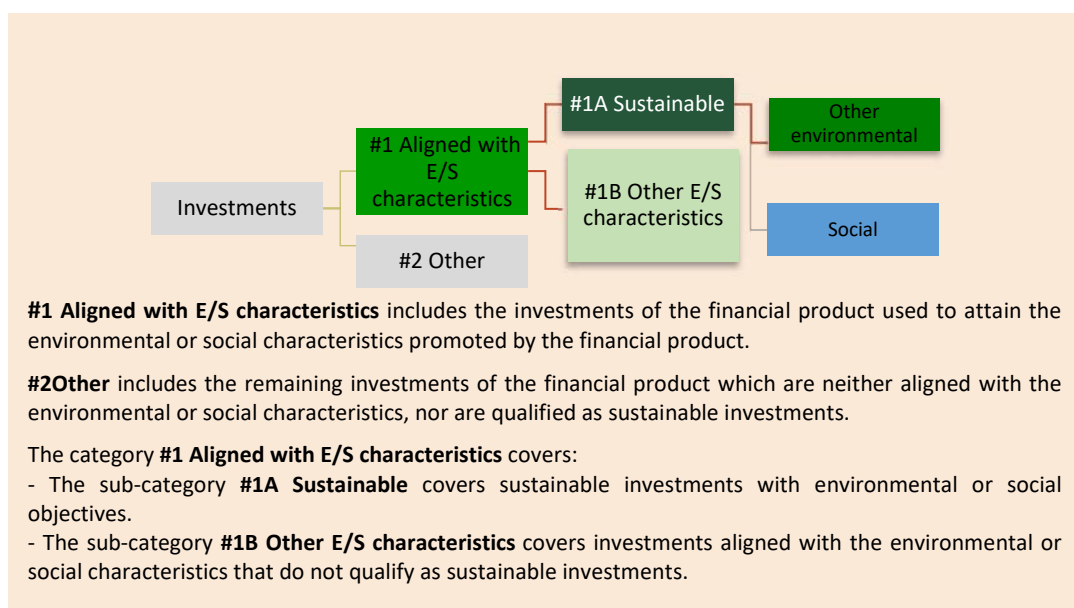 #1A Sustainable
Other
environmental
#1 Aligned with
E/S
characteristics
#1B Other E/S
characteristics
Investments
Social
#2 Other
#1 Aligned with E/S characteristics includes the investments of the financial product used to attain the
environmental or social characteristics promoted by the financial product.
#2Other includes the remaining investments of the financial product which are neither aligned with the
environmental or social characteristics, nor are qualified as sustainable investments.
The category #1 Aligned with E/S characteristics covers:
- The sub-category #1A Sustainable covers sustainable investments with environmental or social
objectives.
- The sub-category #1B Other E/S characteristics covers investments aligned with the environmental or
social characteristics that do not qualify as sustainable investments.